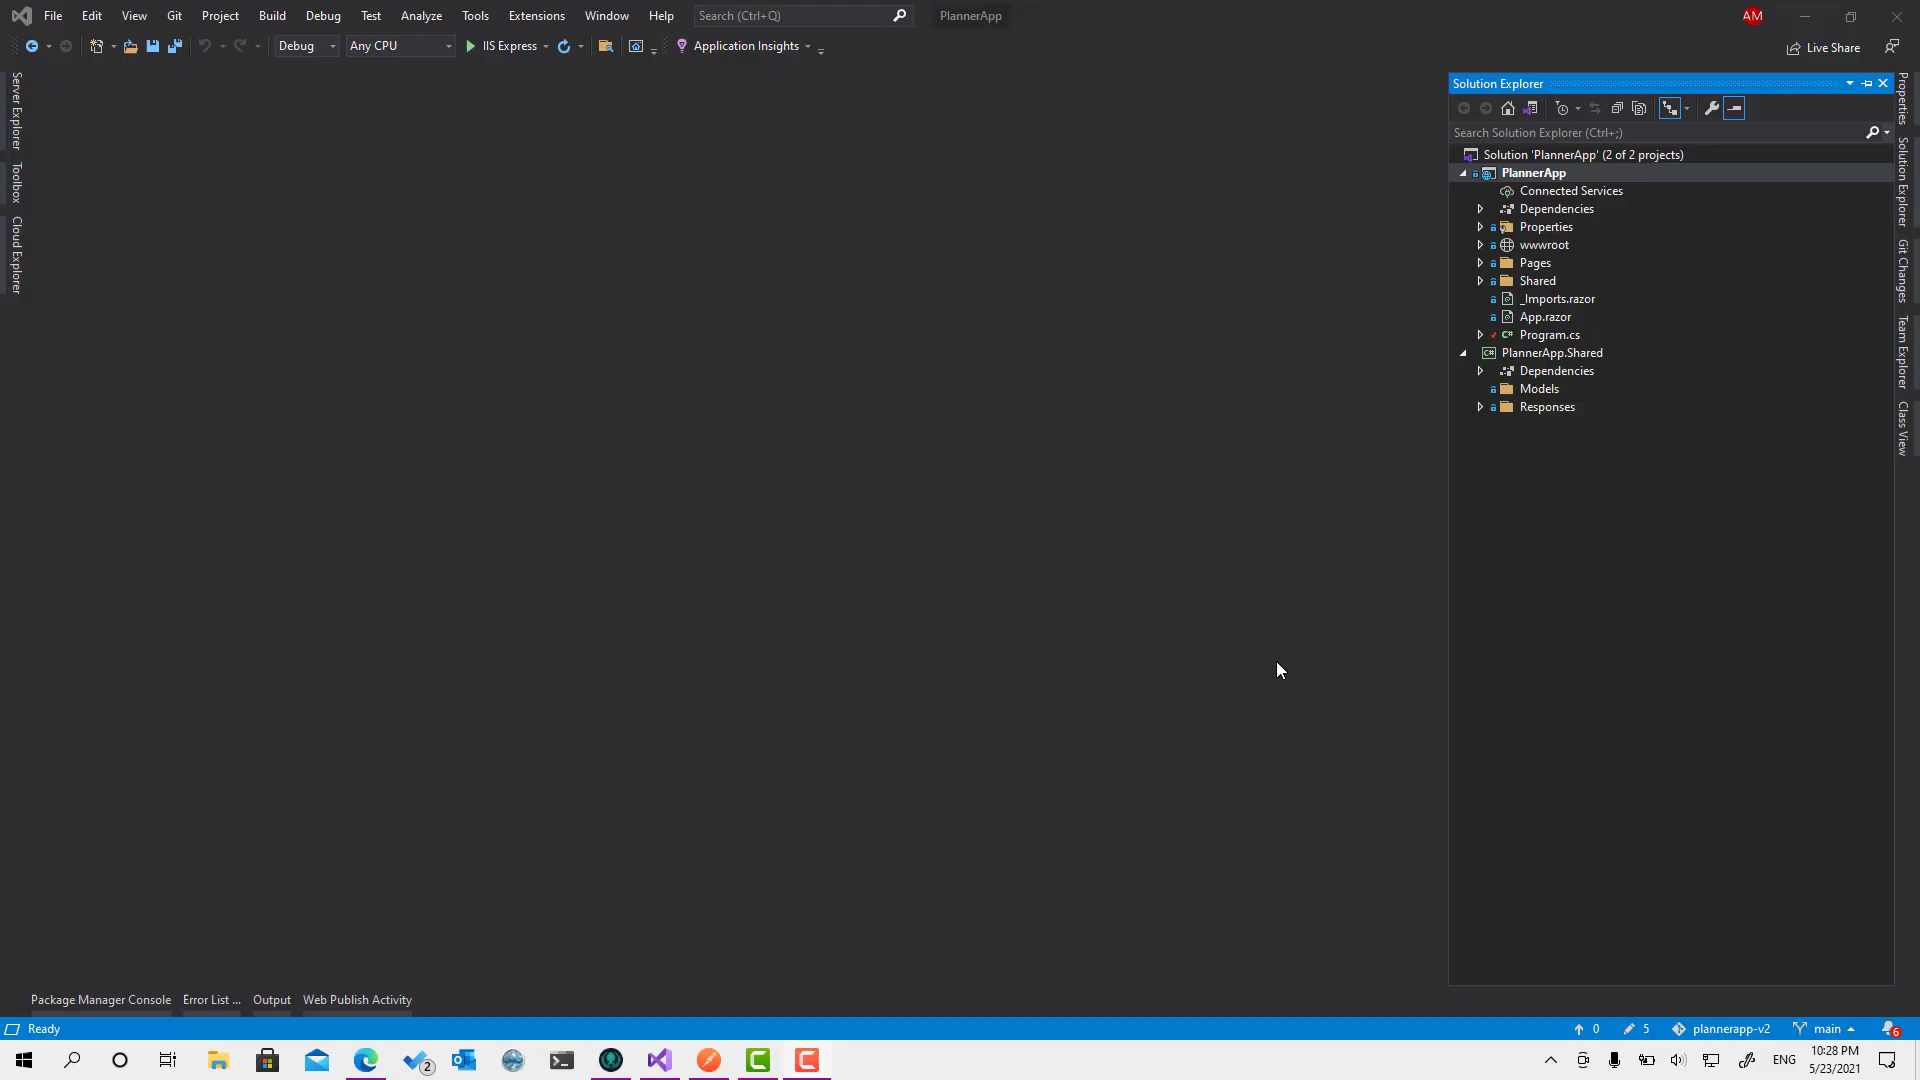 File Edit View Git Project Build Debug Test Analyze Tools Extensions Window Help Search (Ctrl+Q) PlannerApp AM
Debug Any CPU IIS Express Application Insights Live Share
Server Explorer
Toolbox
Cloud Explorer
Solution Explorer
Search Solution Explorer (Ctrl+;)
Solution 'PlannerApp' (2 of 2 projects)
PlannerApp
Connected Services
Dependencies
Properties
wwwroot
Pages
Shared
_Imports.razor
App.razor
C# Program.cs
C# PlannerApp.Shared
Dependencies
Models
Responses
Properties
Solution Explorer
Git Changes
Team Explorer
Class View
Package Manager Console Error List ... Output Web Publish Activity
Ready 0 5 plannerapp-v2 main 6
2 ENG 10:28 PM
5/23/2021